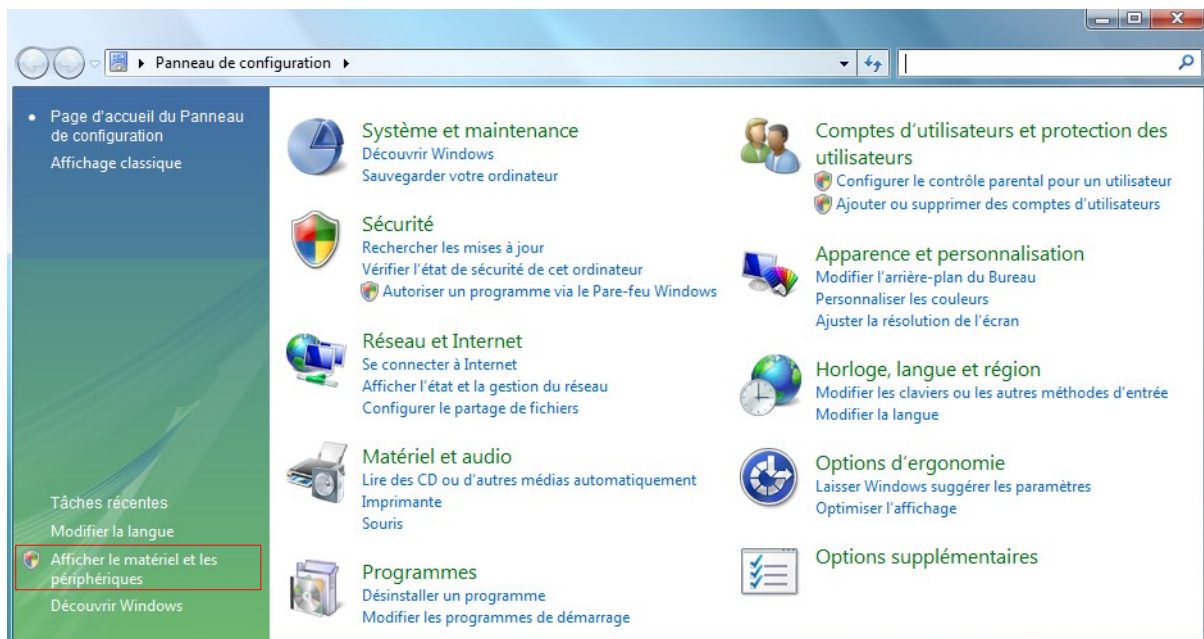 Panneau de configuration
Page d'accueil du Panneau
de configuration
Affichage classique
Tâches récentes
Modifier la langue
Afficher le matériel et les
périphériques
Découvrir Windows
Système et maintenance
Découvrir Windows
Sauvegarder votre ordinateur
Sécurité
Rechercher les mises à jour
Vérifier l'état de sécurité de cet ordinateur
Autoriser un programme via le Pare-feu Windows
Réseau et Internet
Se connecter à Internet
Afficher l'état et la gestion du réseau
Configurer le partage de fichiers
Matériel et audio
Lire des CD ou d'autres médias automatiquement
Imprimante
Souris
Programmes
Désinstaller un programme
Modifier les programmes de démarrage
Comptes d'utilisateurs et protection des
utilisateurs
Configurer le contrôle parental pour un utilisateur
Ajouter ou supprimer des comptes d'utilisateurs
Apparence et personnalisation
Modifier l'arrière-plan du Bureau
Personnaliser les couleurs
Ajuster la résolution de l'écran
Horloge, langue et région
Modifier les claviers ou les autres méthodes d'entrée
Modifier la langue
Options d'ergonomie
Laisser Windows suggérer les paramètres
Optimiser l'affichage
Options supplémentaires